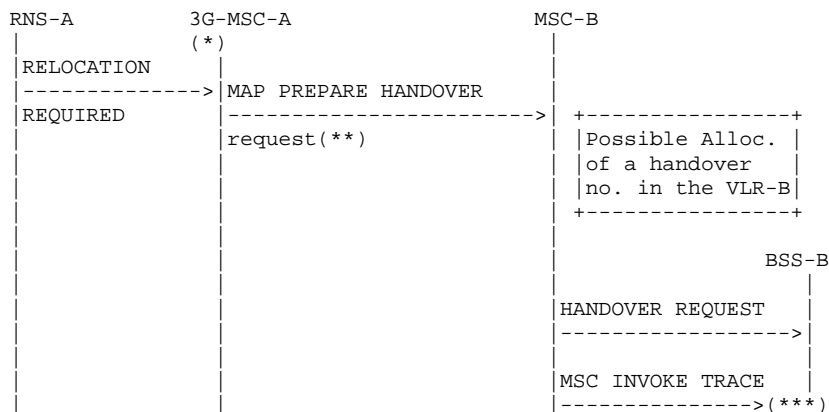 RNS-A 3G-MSC-A MSC-B
(*)
RELOCATION
MAP PREPARE HANDOVER
REQUIRED
request(**)
Possible Alloc.
of a handover
no. in the VLR-B
BSS-B
HANDOVER REQUEST
MSC INVOKE TRACE
(***)